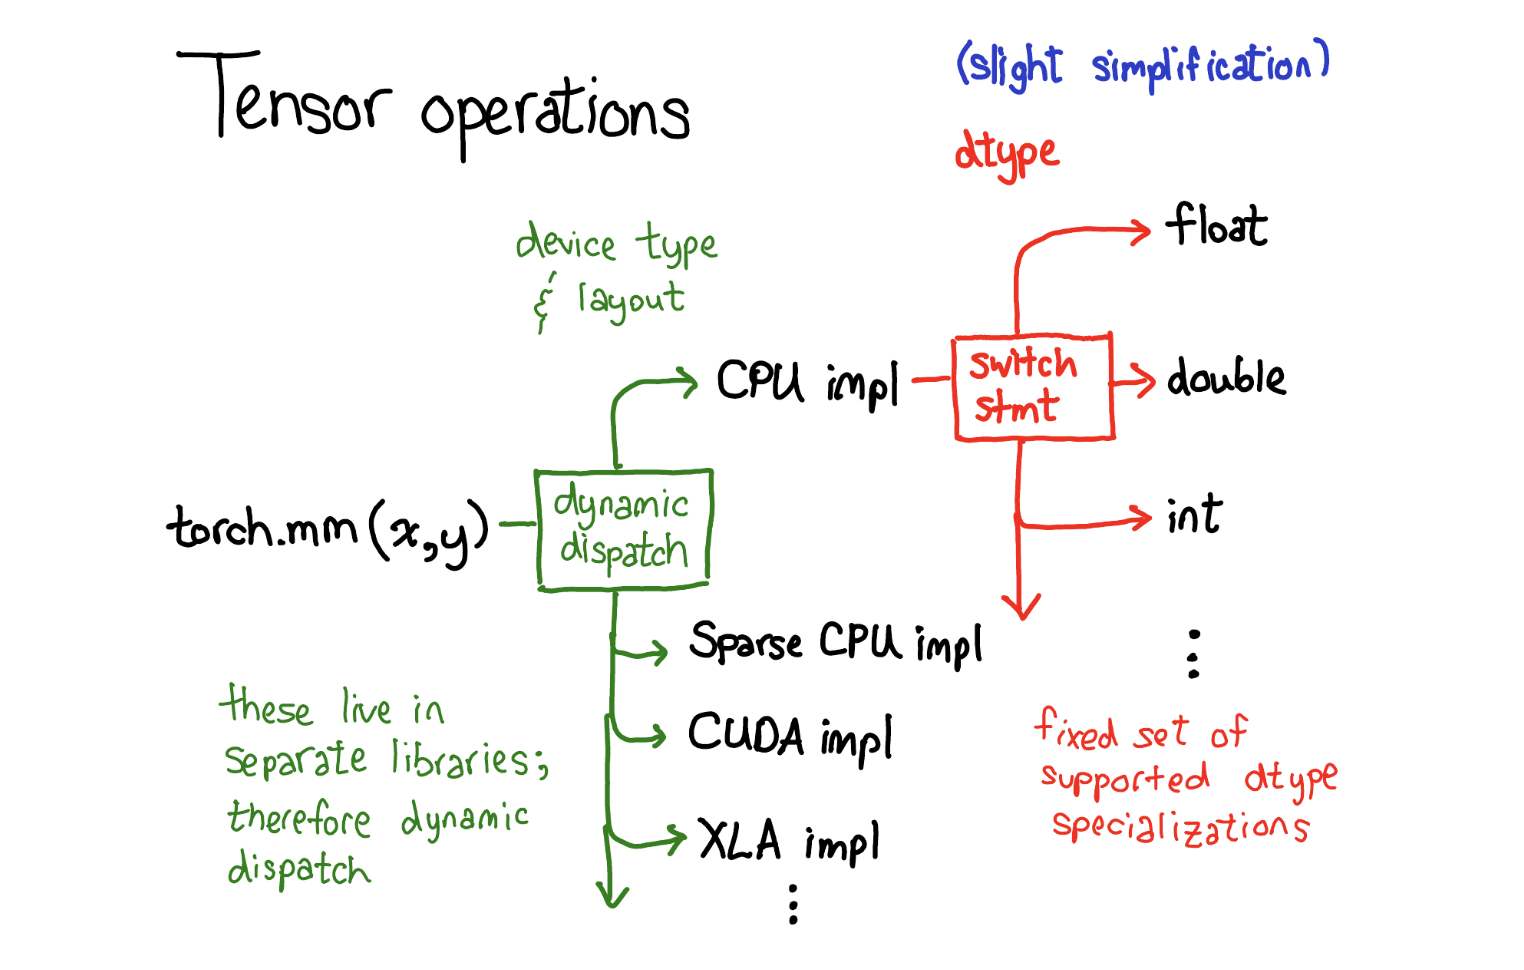 Tensor operations
(slight simplification)
dtype
device type
& layout
float
CPU impl
switch
stmt
double
torch.mm(x,y)
dynamic
dispatch
int
Sparse CPU impl
CUDA impl
XLA impl
these live in
separate libraries;
therefore dynamic
dispatch
fixed set of
supported dtype
specializations